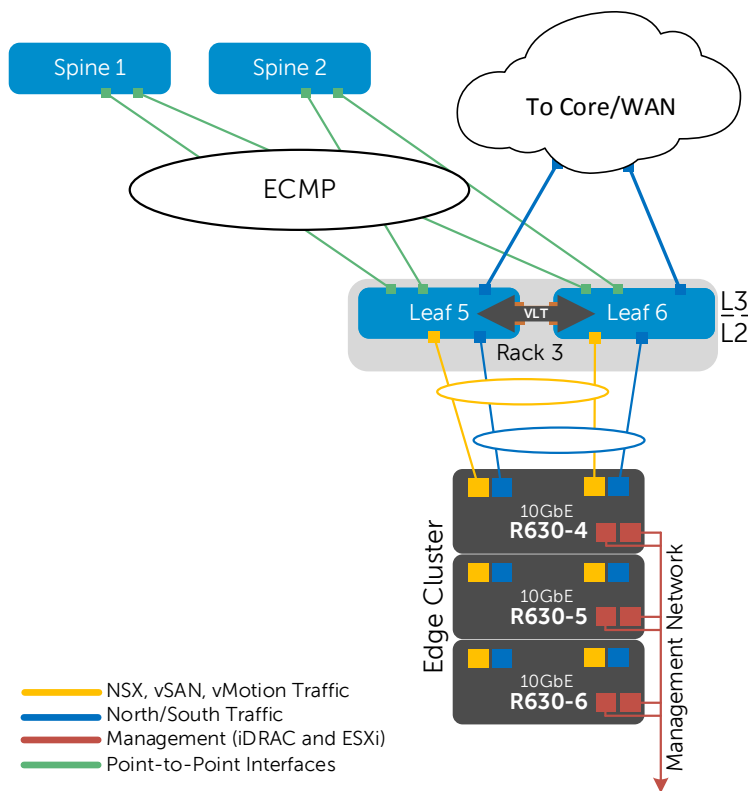 Spine 1
Spine 2
To Core/WAN
ECMP
Leaf 5
VLT
Leaf 6
L3
L2
Rack 3
Edge Cluster
10GbE
R630-4
10GbE
R630-5
10GbE
R630-6
Management Network
NSX, vSAN, vMotion Traffic
North/South Traffic
Management (iDRAC and ESXi)
Point-to-Point Interfaces